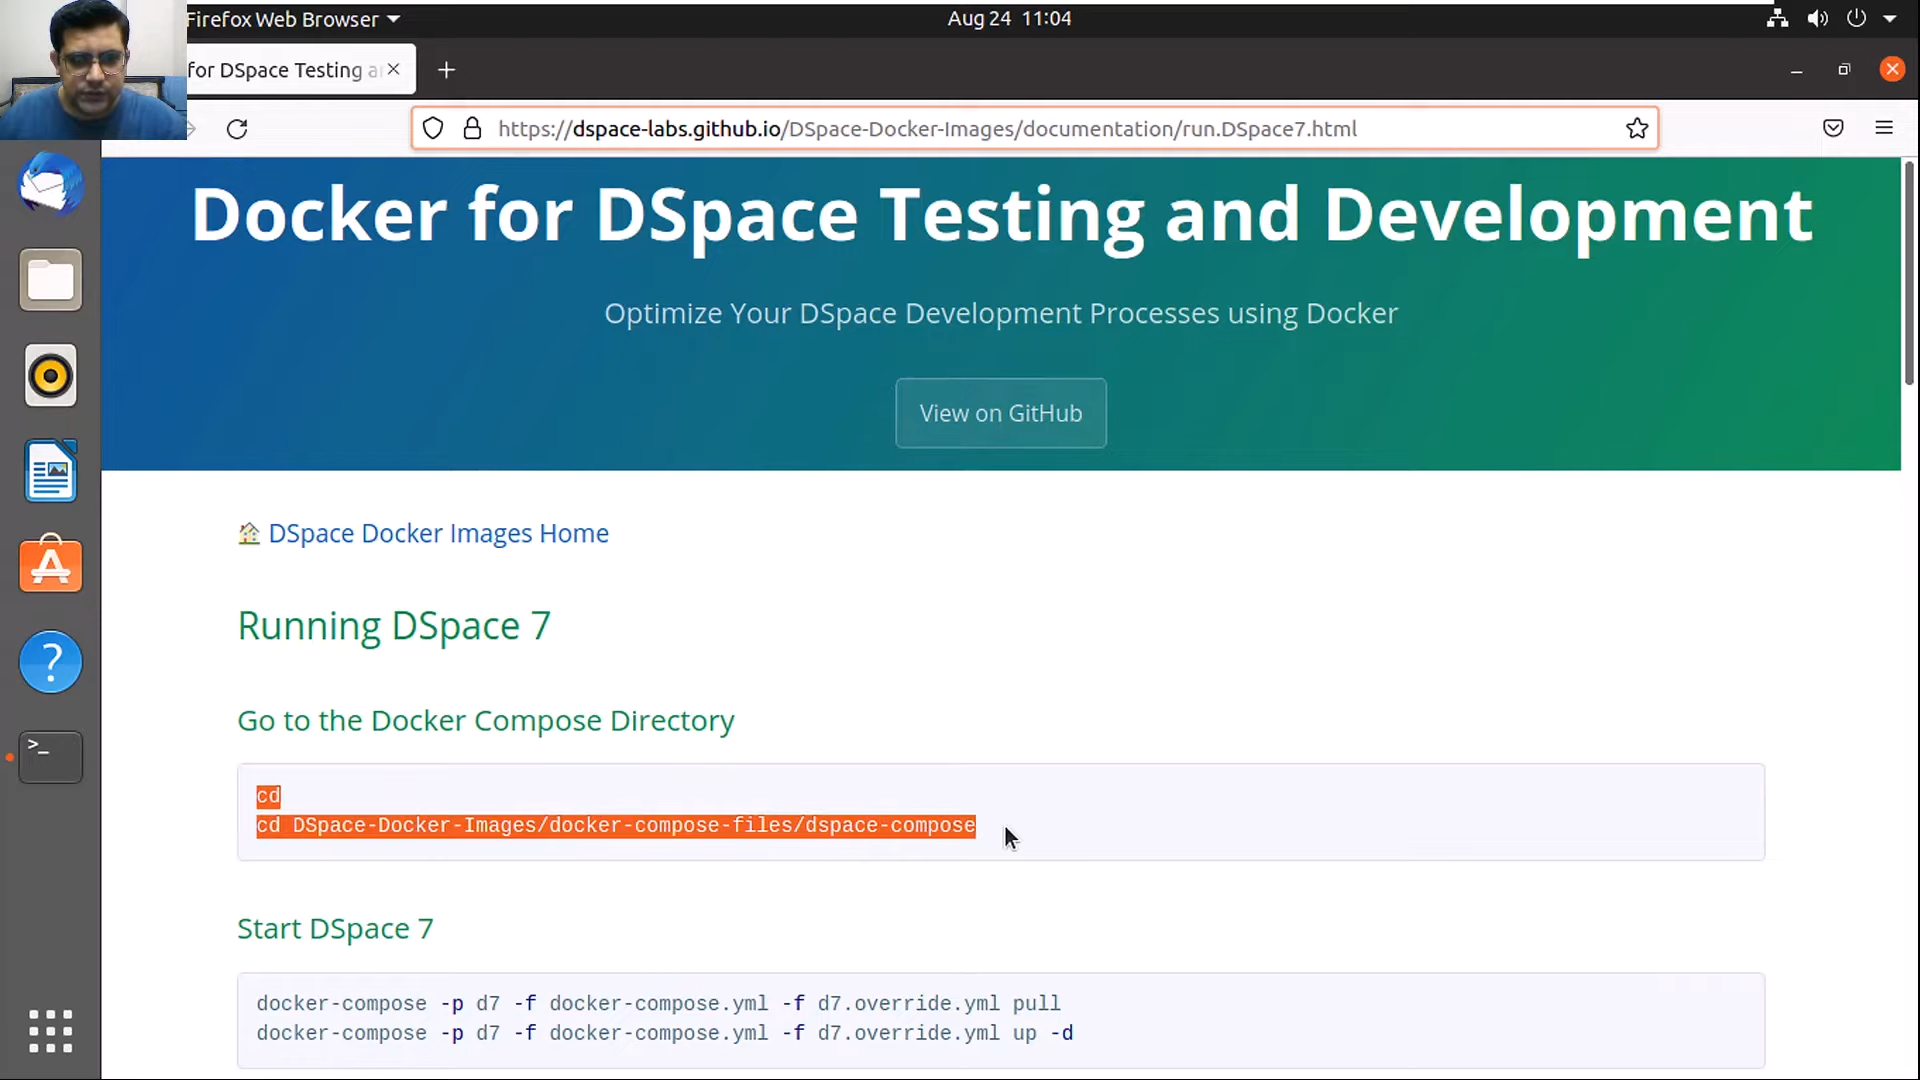 Firefox Web Browser
Aug 24 11:04
for DSpace Testing a
https://dspace-labs.github.io/DSpace-Docker-Images/documentation/run.DSpace7.html
Docker for DSpace Testing and Development
Optimize Your DSpace Development Processes using Docker
View on GitHub
DSpace Docker Images Home
Running DSpace 7
Go to the Docker Compose Directory
cd
cd DSpace-Docker-Images/docker-compose-files/dspace-compose
Start DSpace 7
docker-compose -p d7 -f docker-compose.yml -f d7.override.yml pull
docker-compose -p d7 -f docker-compose.yml -f d7.override.yml up -d